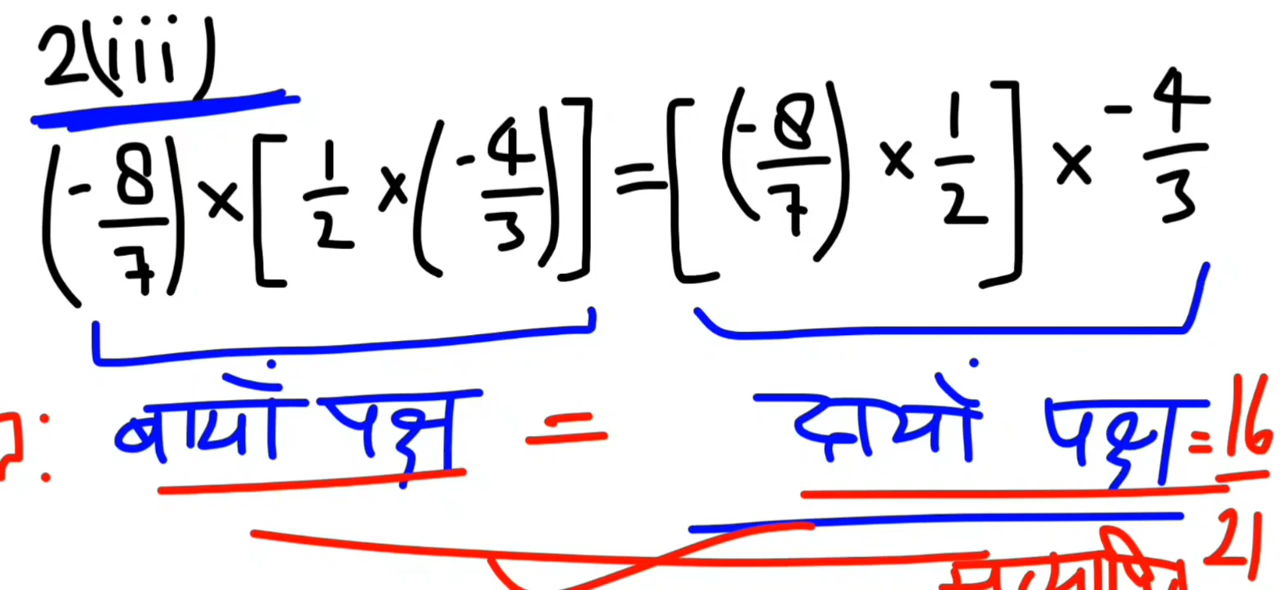 2(iii)
(-8/7) × [1/2 × (-4/3)] = [(-8/7) × 1/2] × -4/3
बायाँ पक्ष = दायाँ पक्ष = 16/21